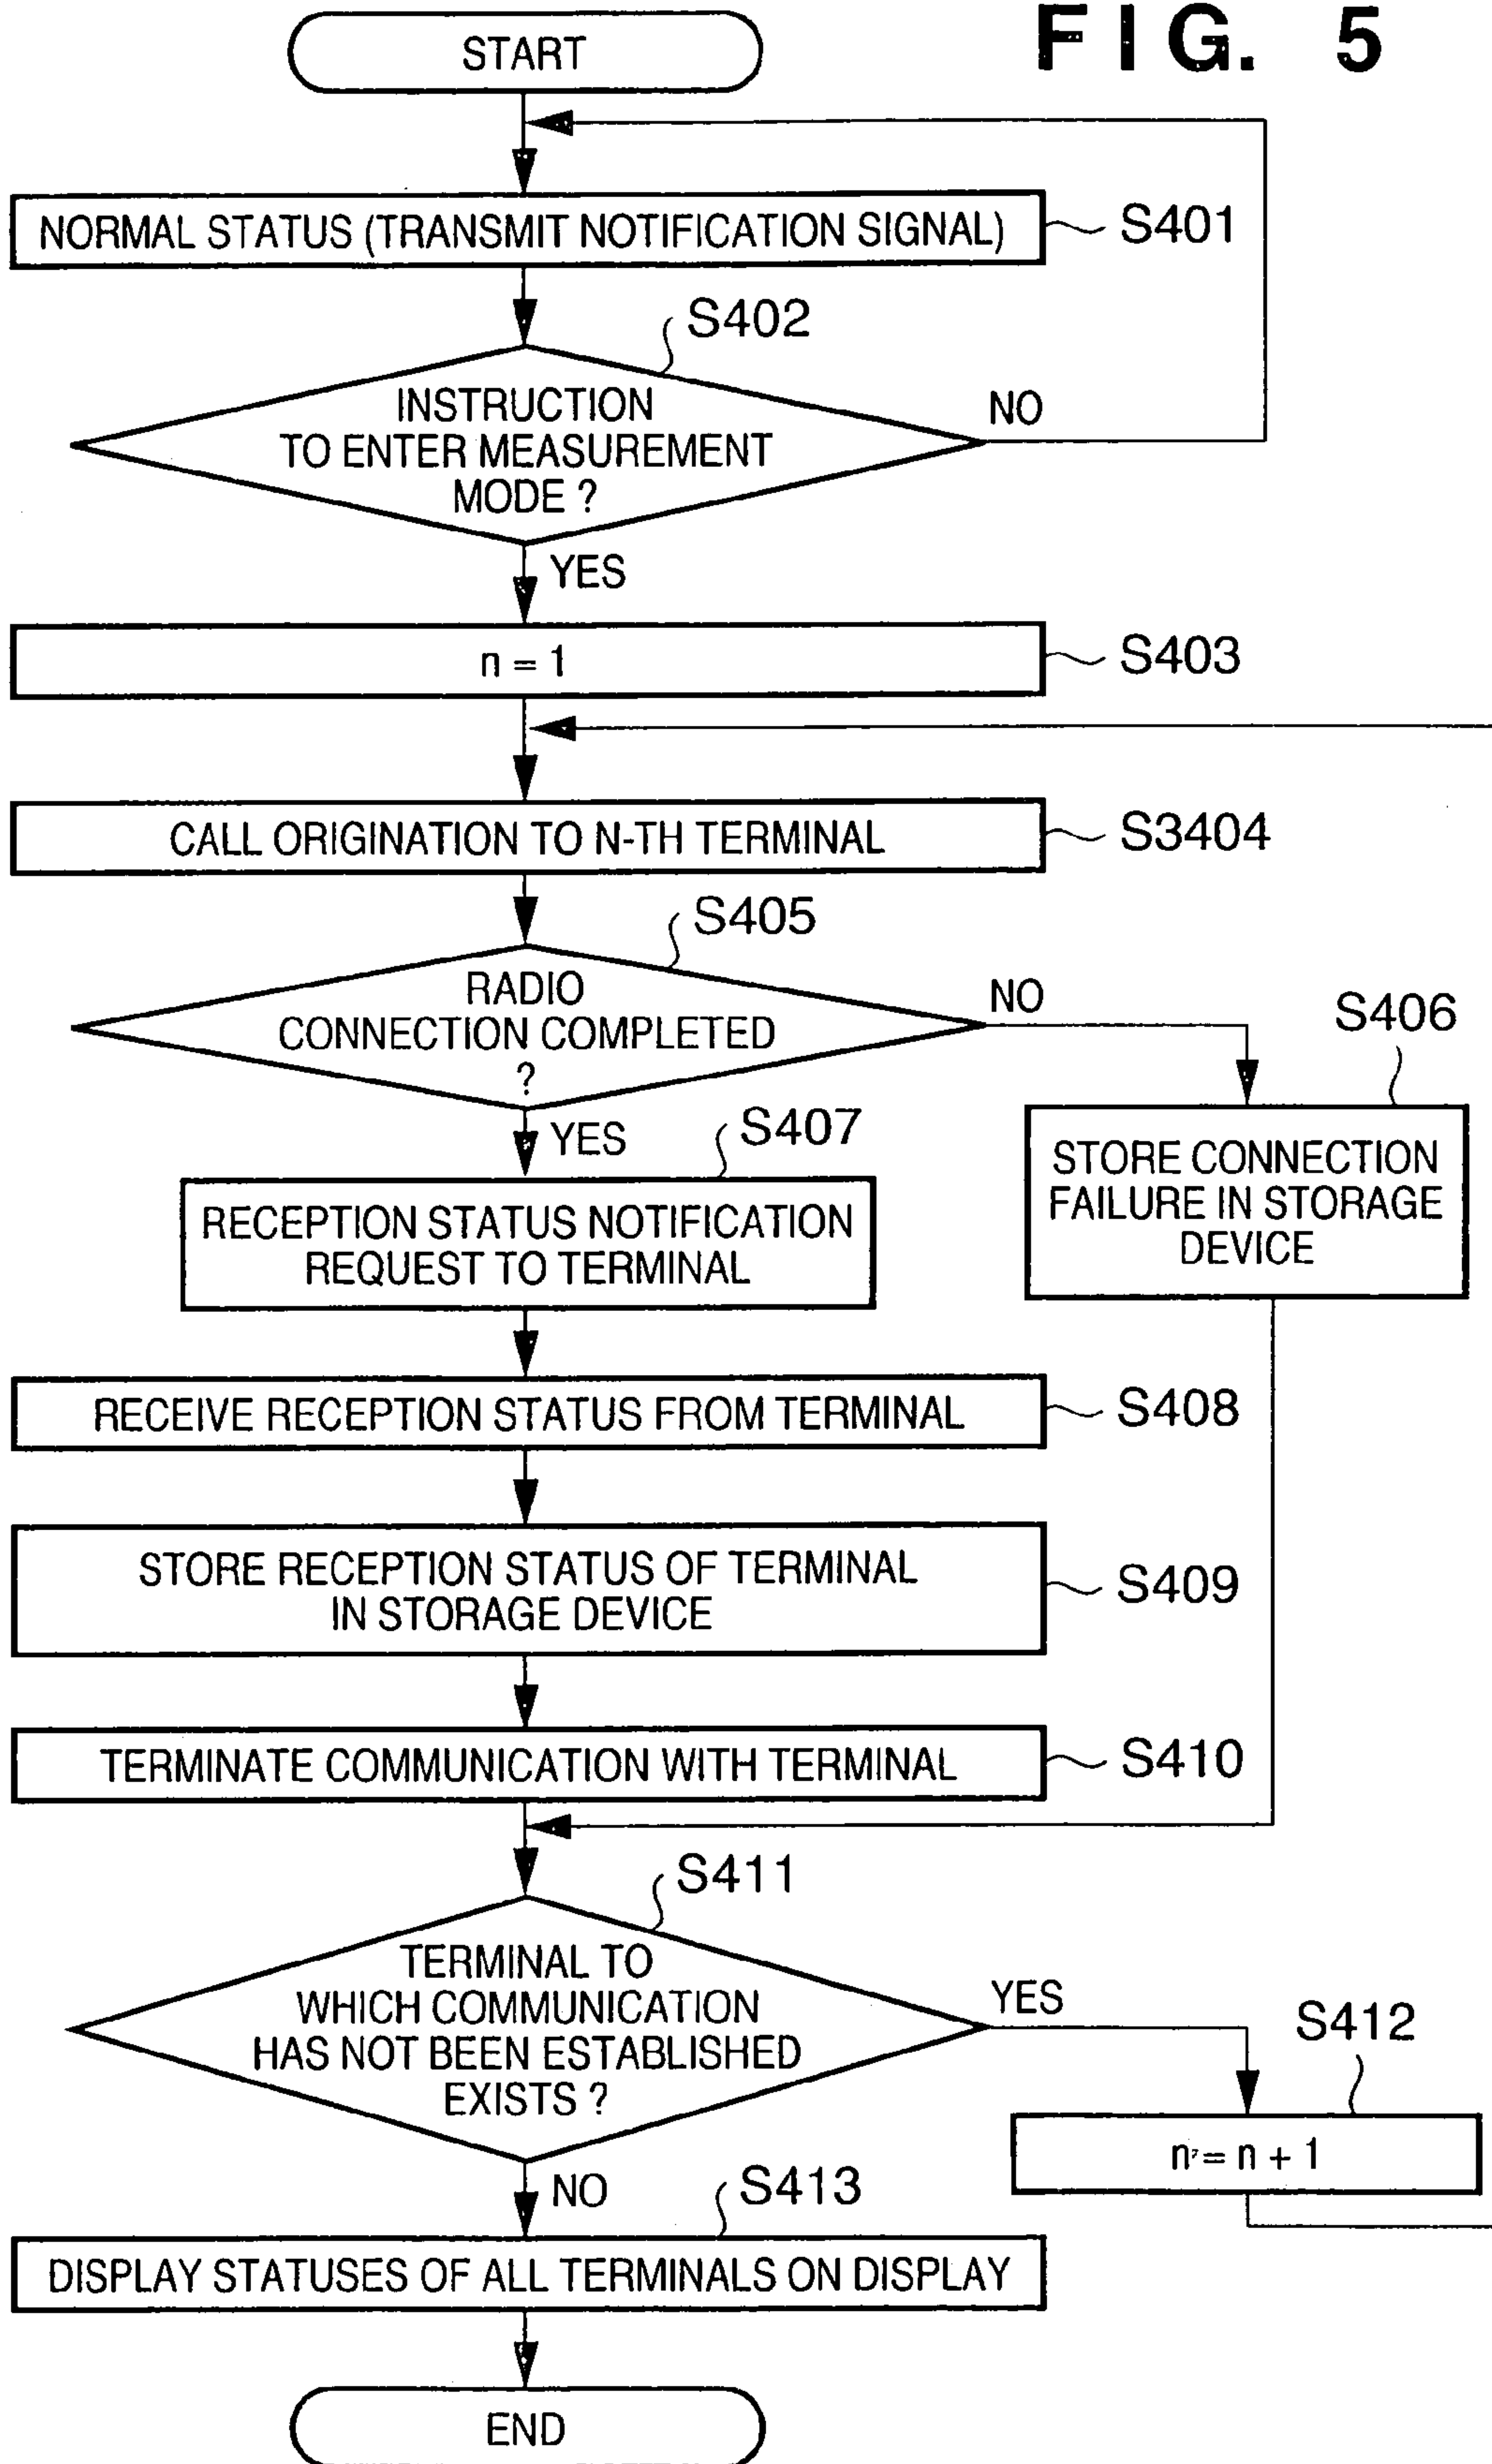 FIG. 5
START
NORMAL STATUS (TRANSMIT NOTIFICATION SIGNAL)
S401
S402
INSTRUCTION
TO ENTER MEASUREMENT
MODE ?
NO
YES
n = 1
S403
CALL ORIGINATION TO N-TH TERMINAL
S3404
S405
RADIO
CONNECTION COMPLETED
?
NO
S406
YES
S407
STORE CONNECTION
FAILURE IN STORAGE
DEVICE
RECEPTION STATUS NOTIFICATION
REQUEST TO TERMINAL
RECEIVE RECEPTION STATUS FROM TERMINAL
S408
STORE RECEPTION STATUS OF TERMINAL
IN STORAGE DEVICE
S409
TERMINATE COMMUNICATION WITH TERMINAL
S410
S411
TERMINAL TO
WHICH COMMUNICATION
HAS NOT BEEN ESTABLISHED
EXISTS ?
YES
S412
n = n + 1
NO
S413
DISPLAY STATUSES OF ALL TERMINALS ON DISPLAY
END